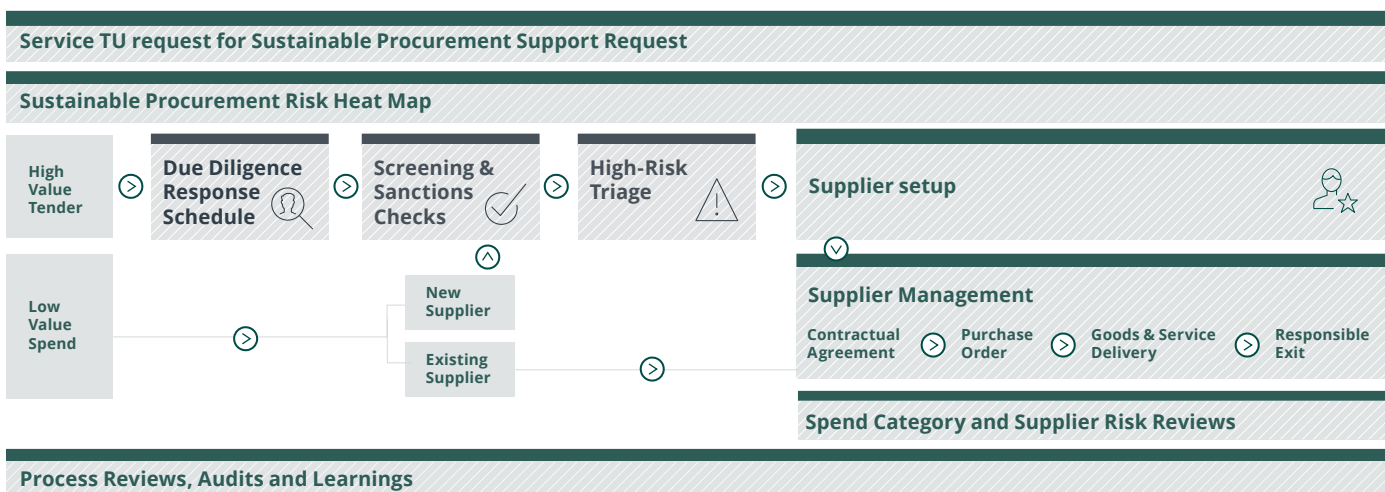 Service TU request for Sustainable Procurement Support Request
Sustainable Procurement Risk Heat Map
High
Value
Tender
Due Diligence
Response
Schedule
Screening &
Sanctions
Checks
High-Risk
Triage
Supplier setup
Low
Value
Spend
New
Supplier
Existing
Supplier
Supplier Management
Contractual
Agreement
Purchase
Order
Goods & Service
Delivery
Responsible
Exit
Spend Category and Supplier Risk Reviews
Process Reviews, Audits and Learnings